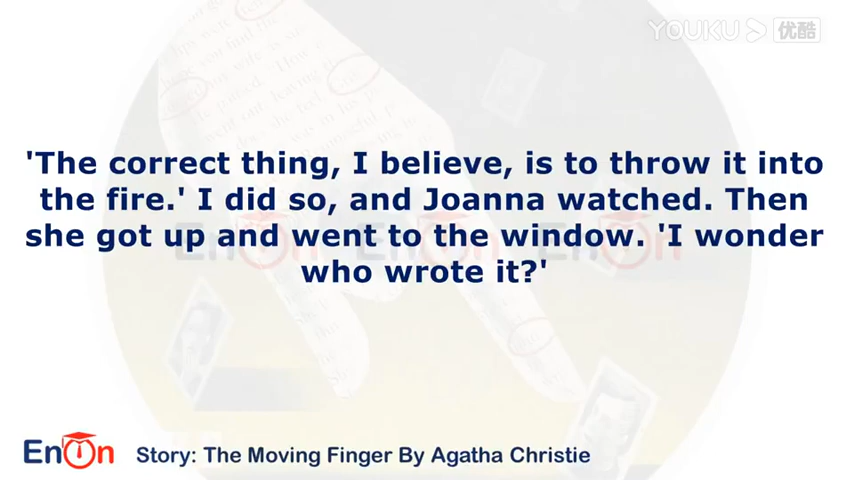 YOUKU 优酷
'The correct thing, I believe, is to throw it into
the fire.' I did so, and Joanna watched. Then
she got up and went to the window. 'I wonder
who wrote it?'
EnOn
Story: The Moving Finger By Agatha Christie